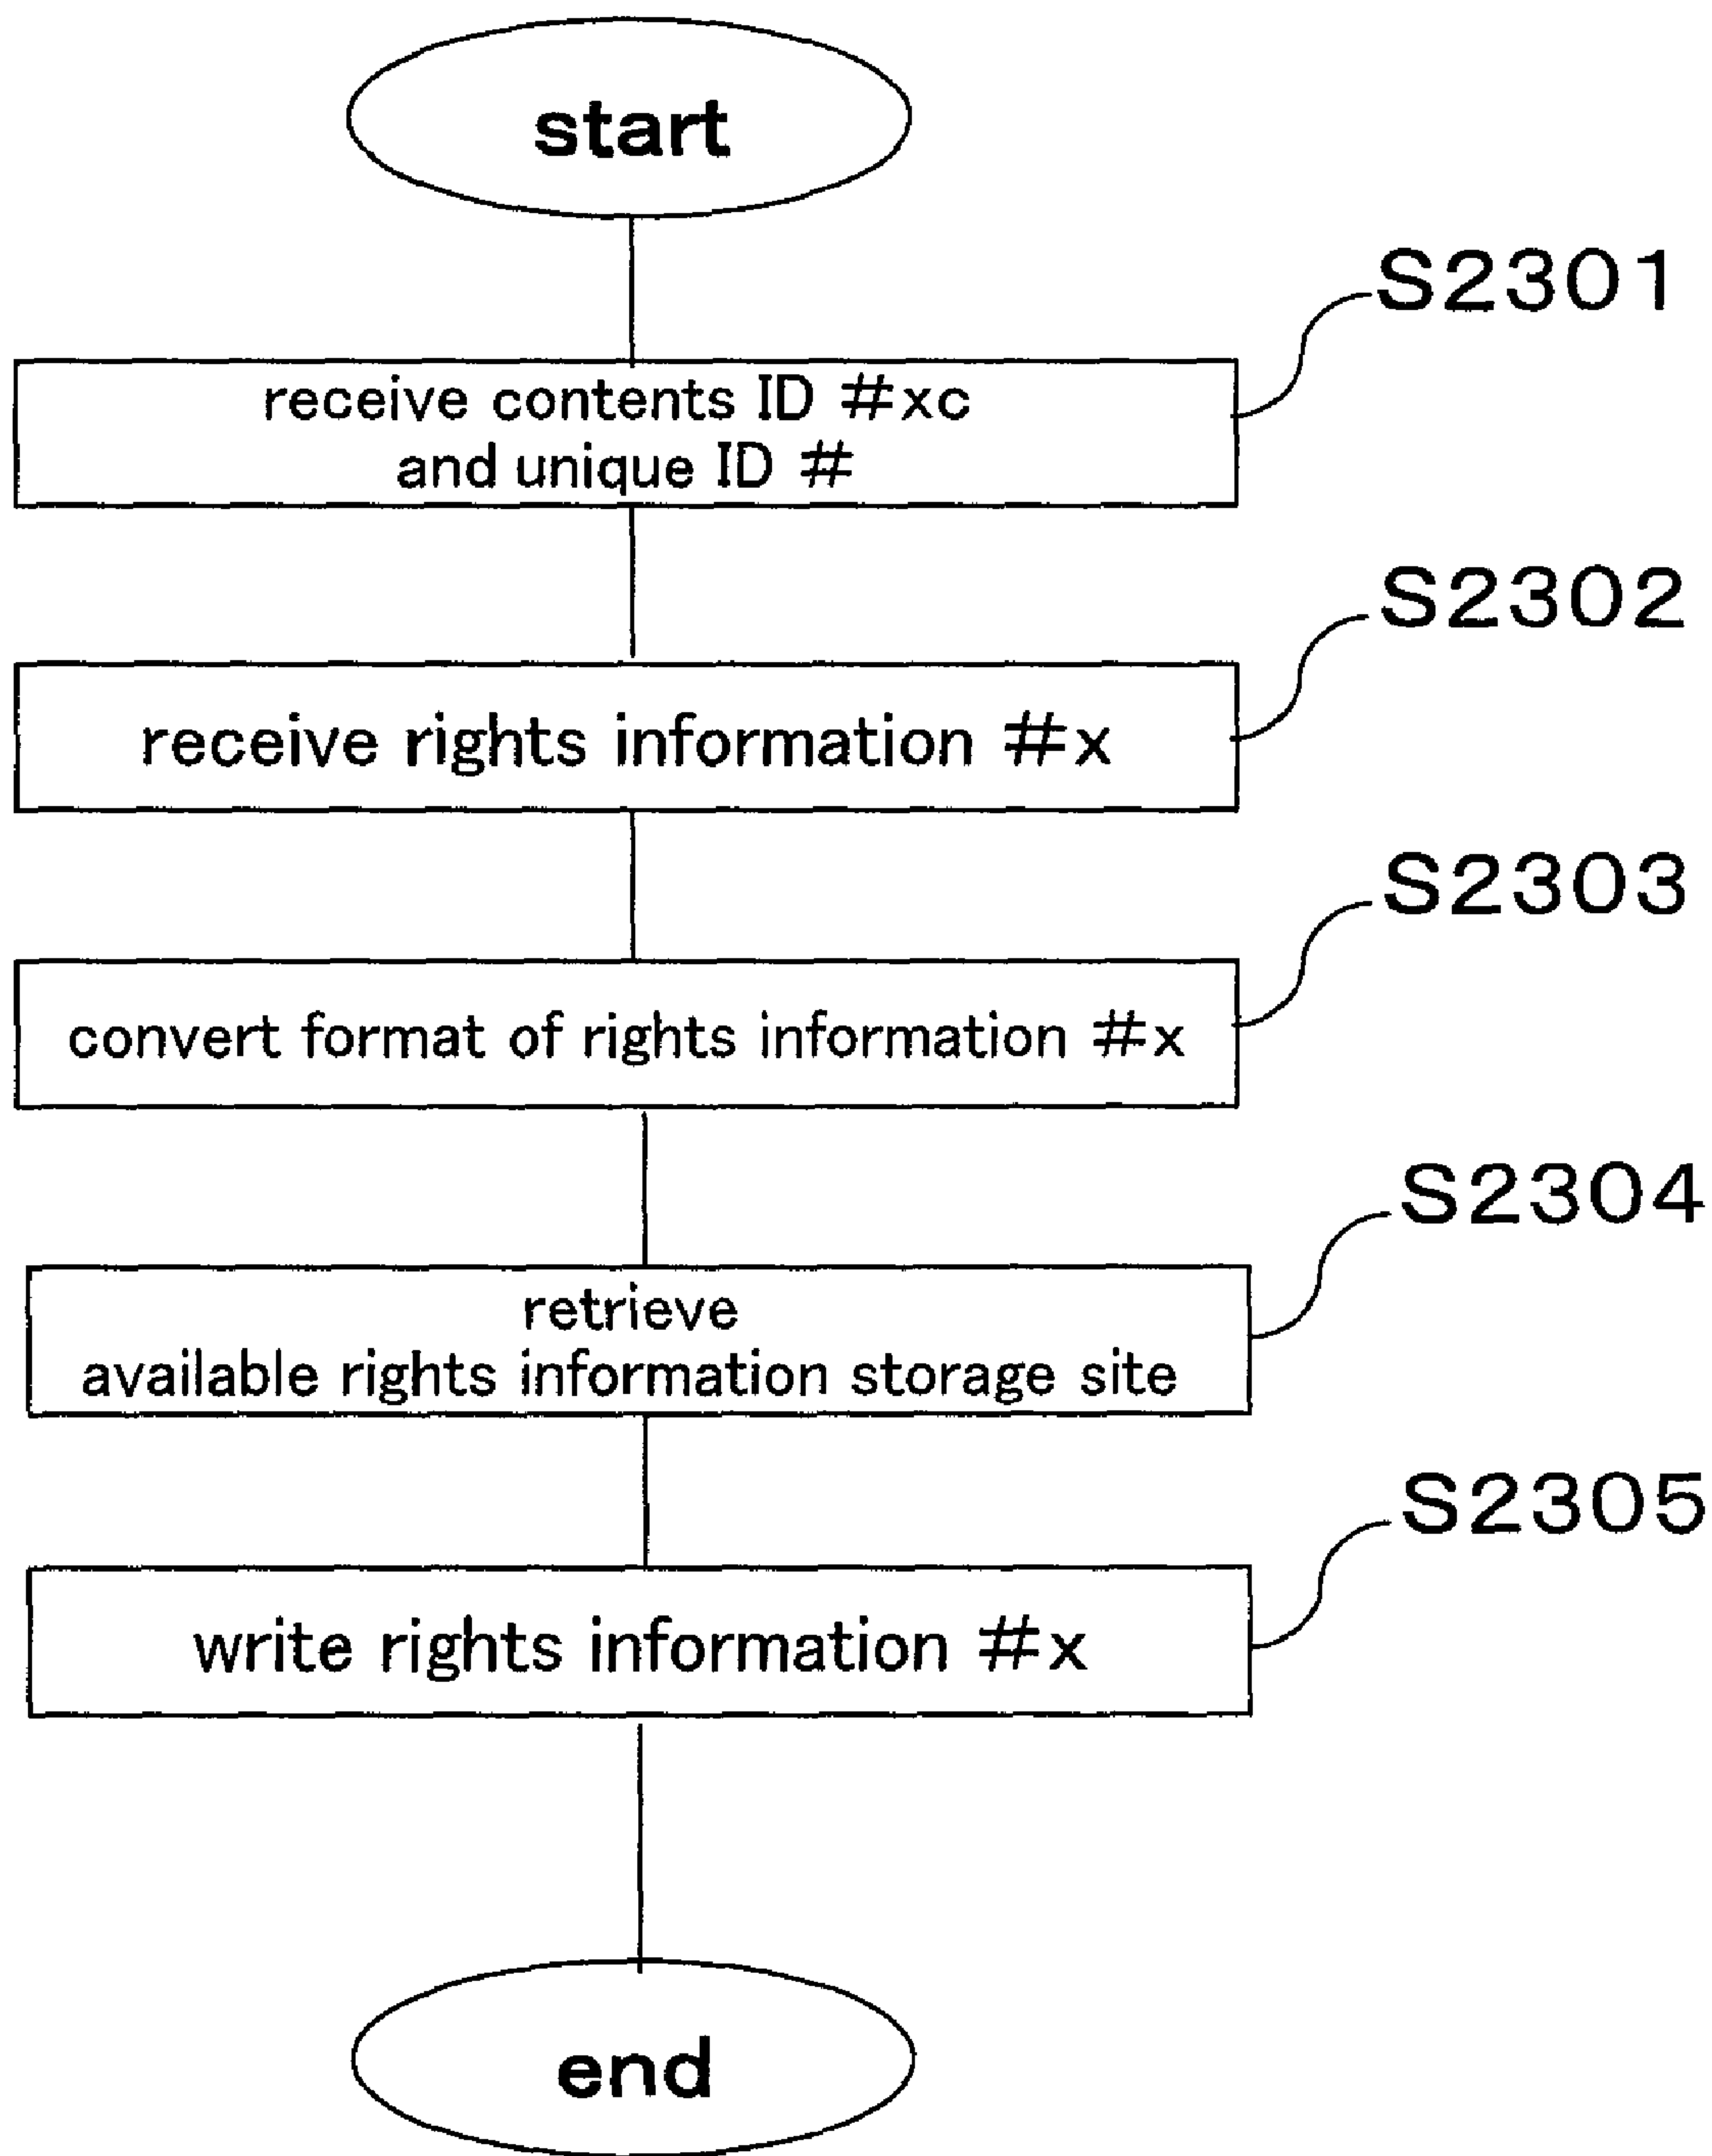 start
S2301
receive contents ID #xc
and unique ID #
S2302
receive rights information #x
S2303
convert format of rights information #x
S2304
retrieve
available rights information storage site
S2305
write rights information #x
end